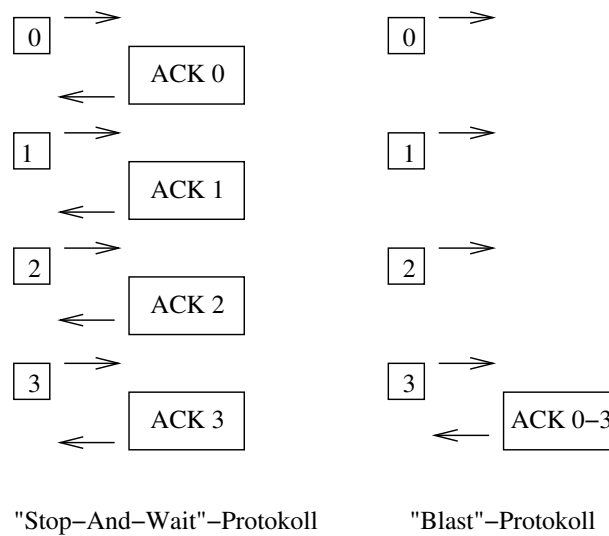 0
0
ACK 0
1
1
ACK 1
2
2
ACK 2
3
3
ACK 3
ACK 0−3
"Stop−And−Wait"−Protokoll
"Blast"−Protokoll